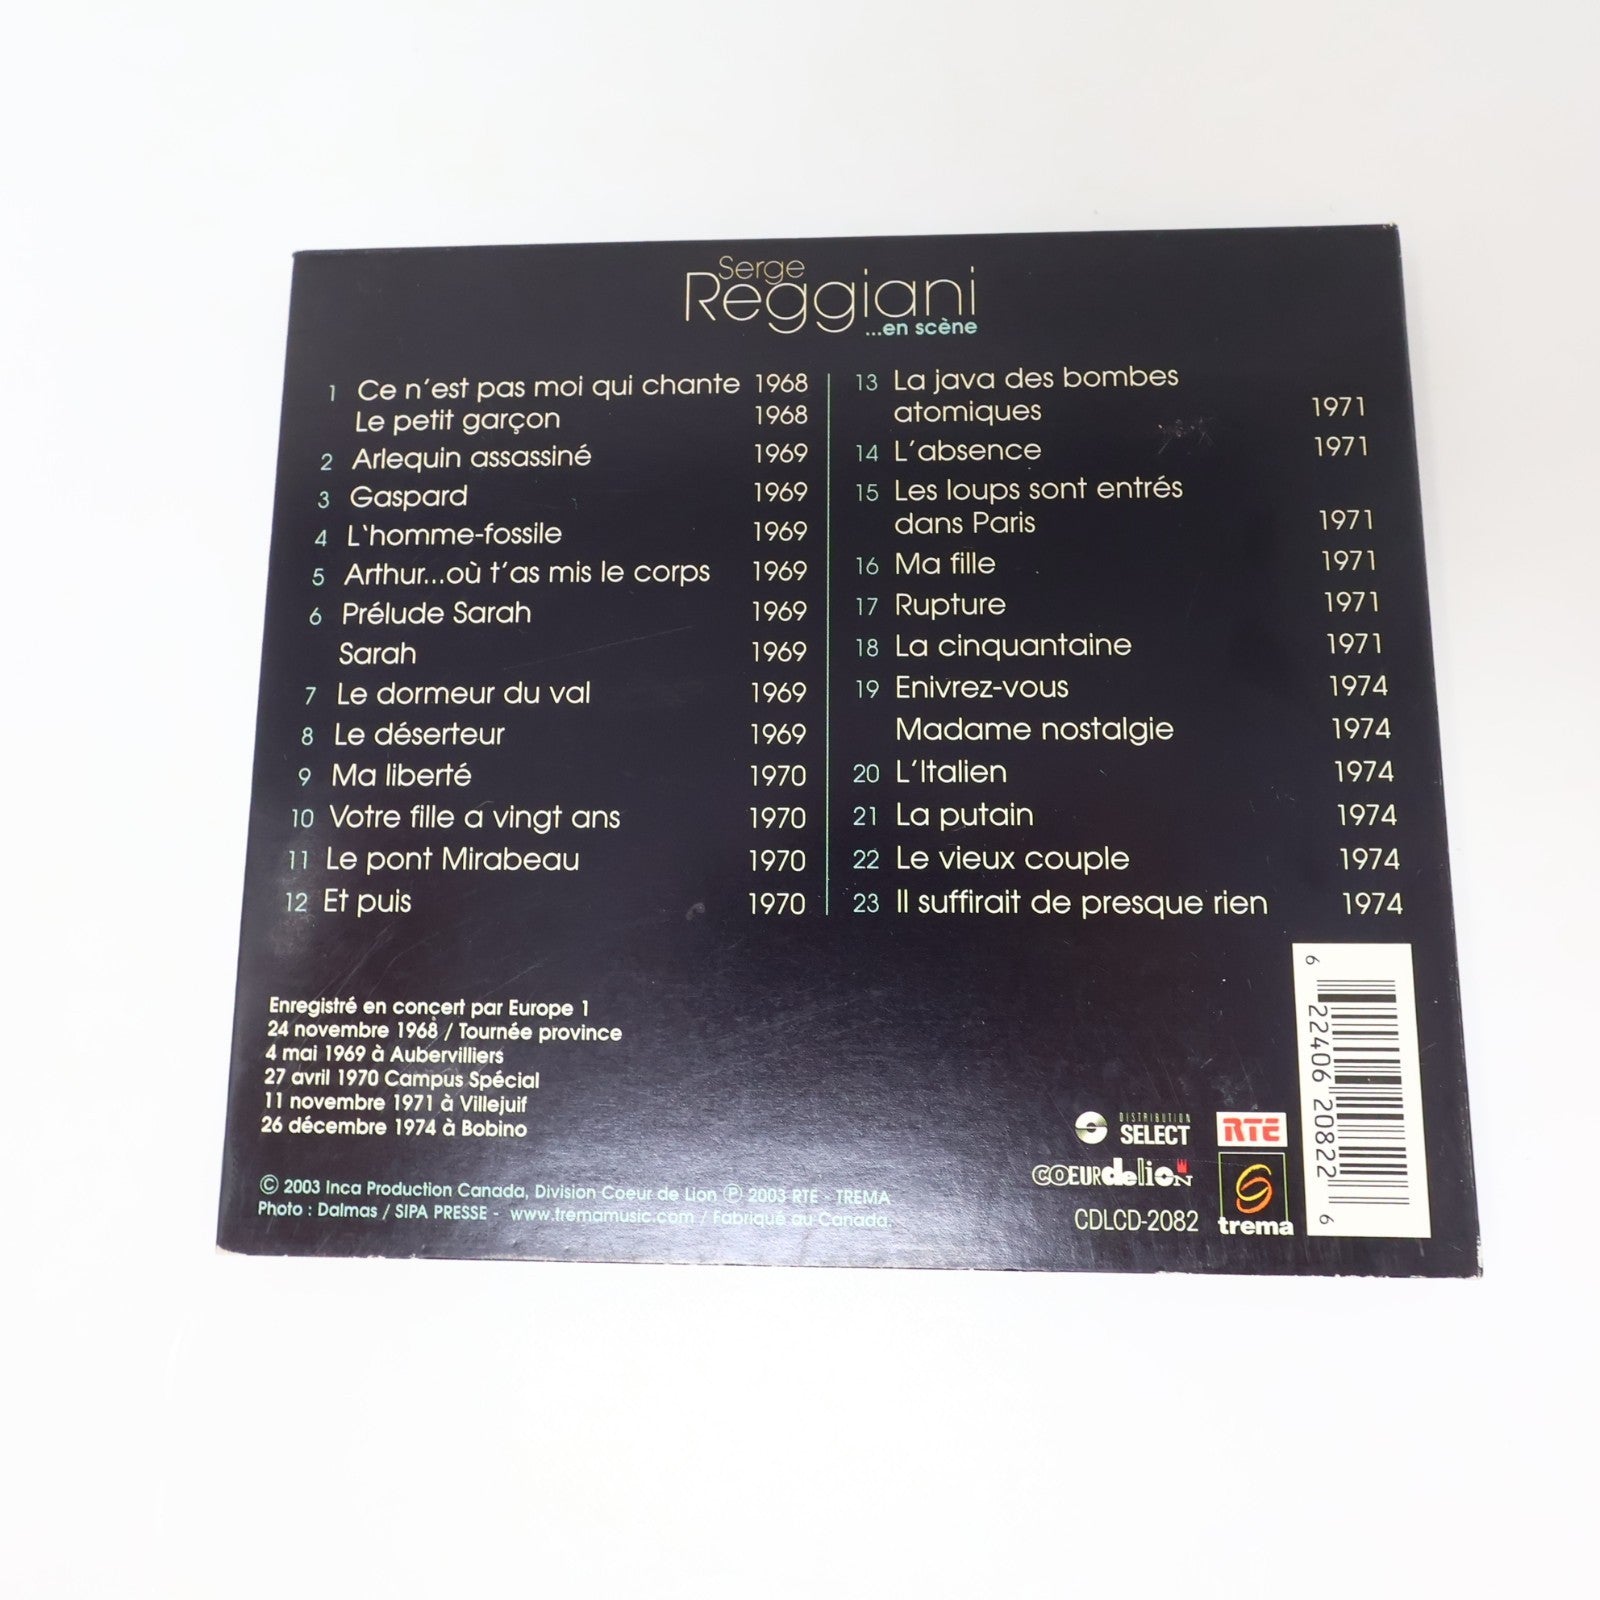 Serge
Reggiani
...en scène
1 Ce n'est pas moi qui chante 1968
Le petit garçon 1968
2 Arlequin assassiné 1969
3 Gaspard 1969
4 L'homme-fossile 1969
5 Arthur...où t'as mis le corps 1969
6 Prélude Sarah 1969
Sarah 1969
7 Le dormeur du val 1969
8 Le déserteur 1969
9 Ma liberté 1970
10 Votre fille a vingt ans 1970
11 Le pont Mirabeau 1970
12 Et puis 1970
13 La java des bombes
atomiques 1971
14 L'absence 1971
15 Les loups sont entrés
dans Paris 1971
16 Ma fille 1971
17 Rupture 1971
18 La cinquantaine 1971
19 Enivrez-vous 1974
Madame nostalgie 1974
20 L'Italien 1974
21 La putain 1974
22 Le vieux couple 1974
23 Il suffirait de presque rien 1974
Enregistré en concert par Europe 1
24 novembre 1968 / Tournée province
4 mai 1969 à Aubervilliers
27 avril 1970 Campus Spécial
11 novembre 1971 à Villejuif
26 décembre 1974 à Bobino
© 2003 Inca Production Canada, Division Coeur de Lion ℗ 2003 RTE - TREMA
Photo : Dalmas / SIPA PRESSE - www.tremamusic.com / Fabriqué au Canada.
DISTRIBUTION
SELECT
RTE
COEUR de lion
CDLCD-2082
trema
6 22406 20822 6